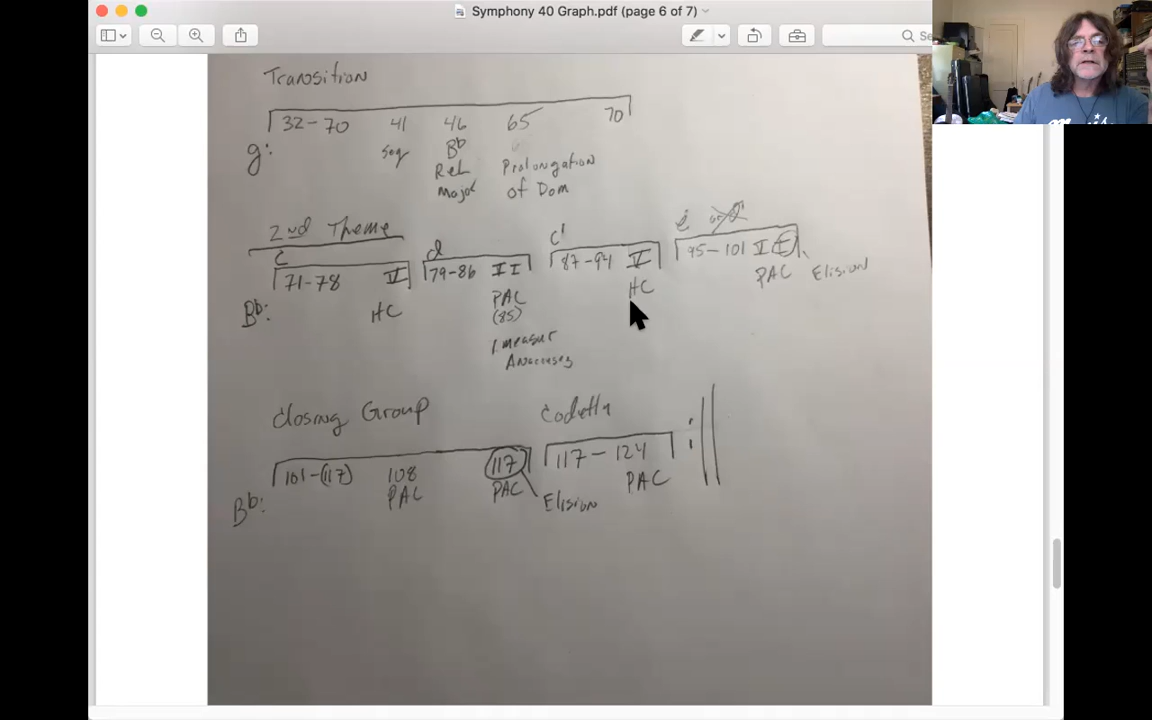 Symphony 40 Graph.pdf (page 6 of 7)
Transition
32-70 41 46 65 70
g: seq Bb Prolongation
Rel of Dom
Major
2nd Theme
c d c' e
71-78 V 79-86 I I 87-94 V 95-101 V I
Bb: HC PAC HC PAC Elision
(85)
1 measur
Anacruses
Closing Group Codetta
101-(117) 108 117 117-124
Bb: PAC PAC PAC
Elision